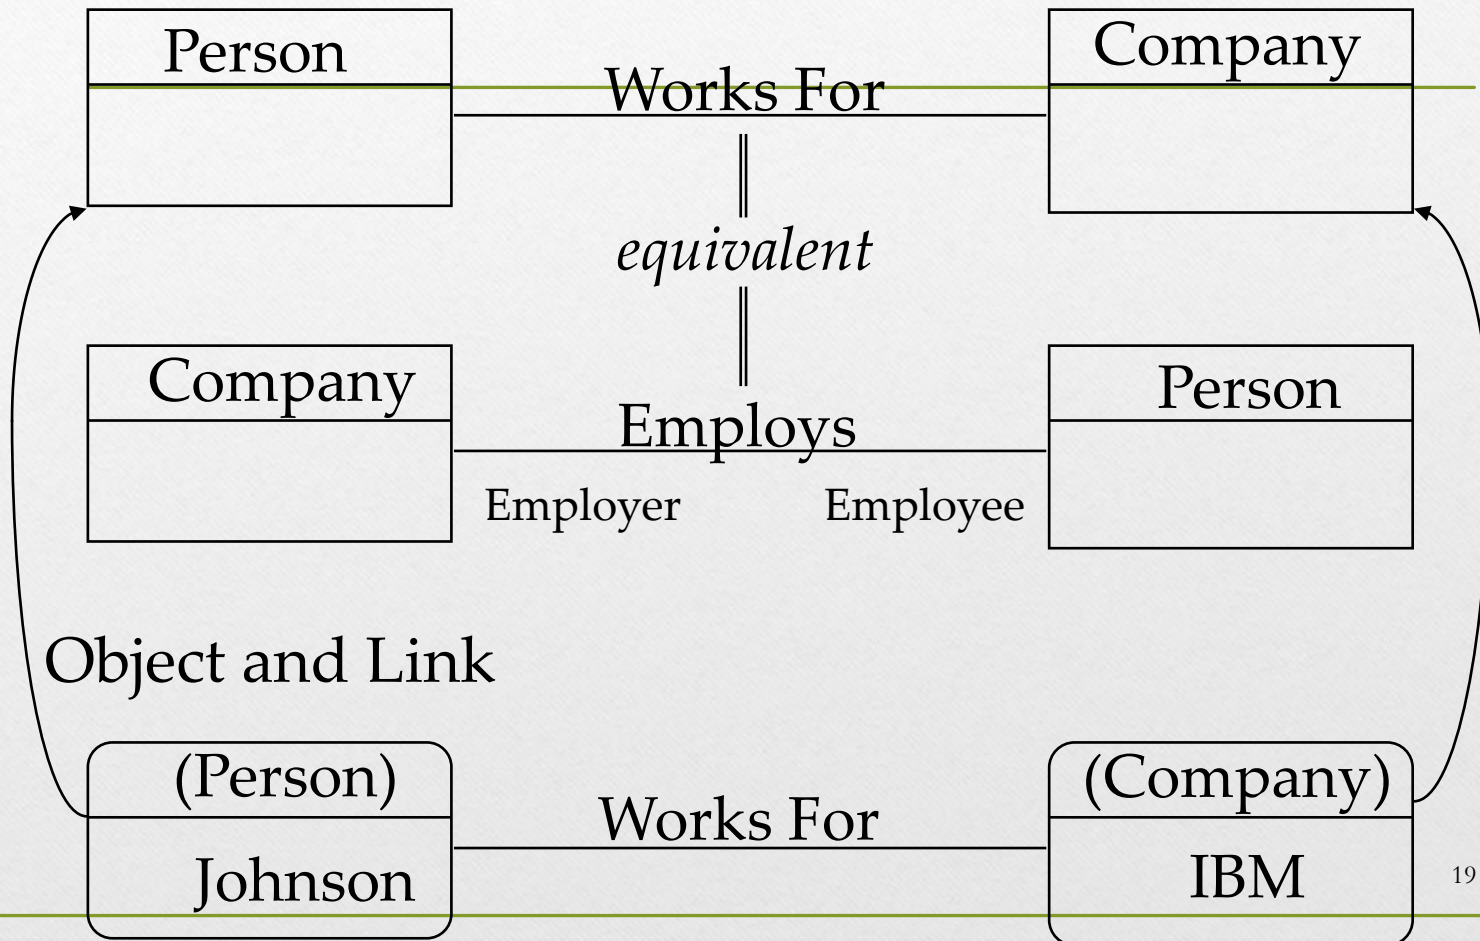 Person
Company
Works For
equivalent
Company
Person
Employs
Employer
Employee
Object and Link
(Person)
(Company)
Works For
Johnson
IBM
19